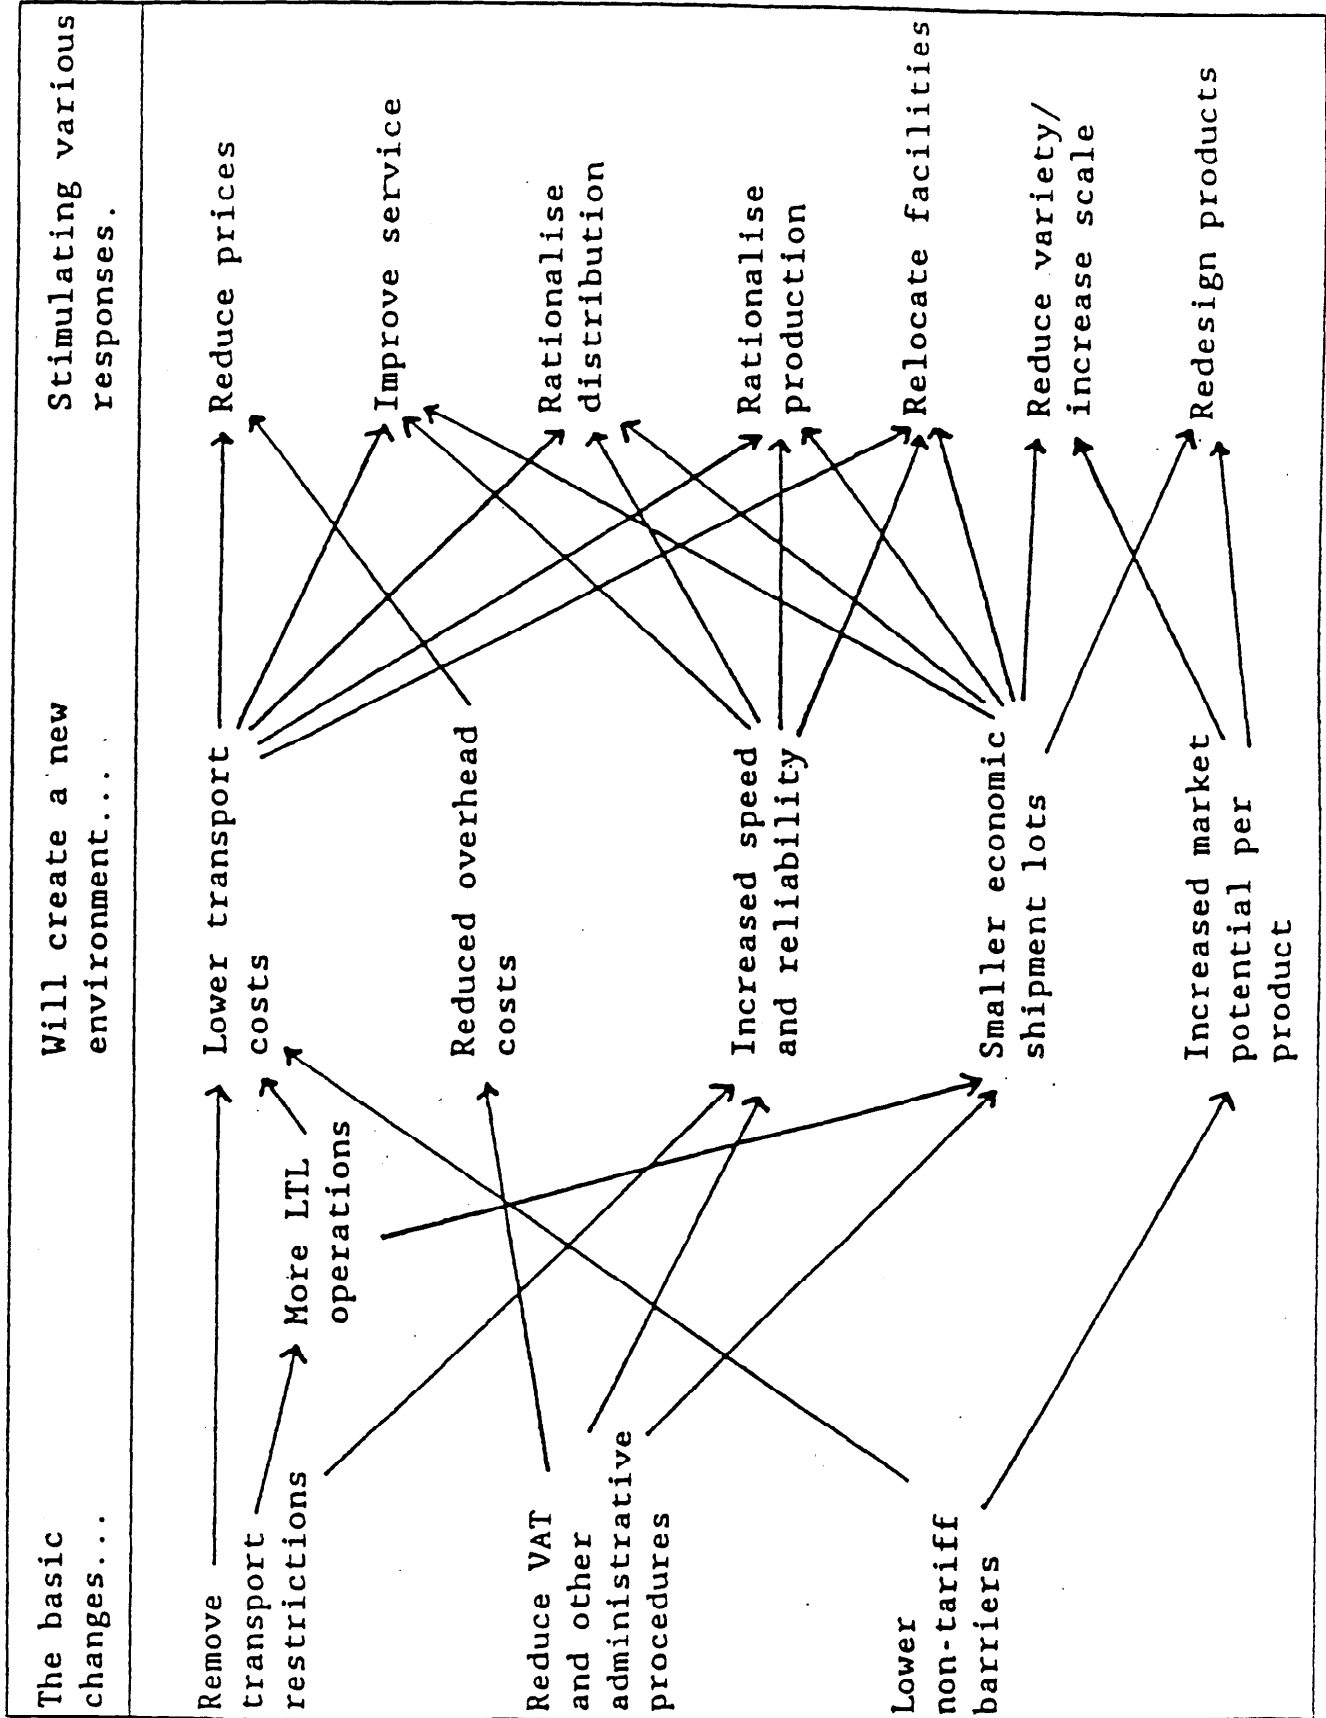 The basic
changes...
Will create a new
environment...
Stimulating various
responses.
Remove
transport
restrictions
Reduce VAT
and other
administrative
procedures
Lower
non-tariff
barriers
More LTL
operations
Lower transport
costs
Reduced overhead
costs
Increased speed
and reliability
Smaller economic
shipment lots
Increased market
potential per
product
Reduce prices
Improve service
Rationalise
distribution
Rationalise
production
Relocate facilities
Reduce variety/
increase scale
Redesign products